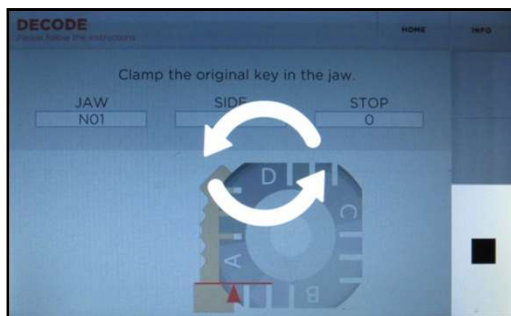 DECODE
Please follow the instructions.
HOME
INFO
Clamp the original key in the jaw.
JAW
SIDE
STOP
N01
0
D
C
A
B